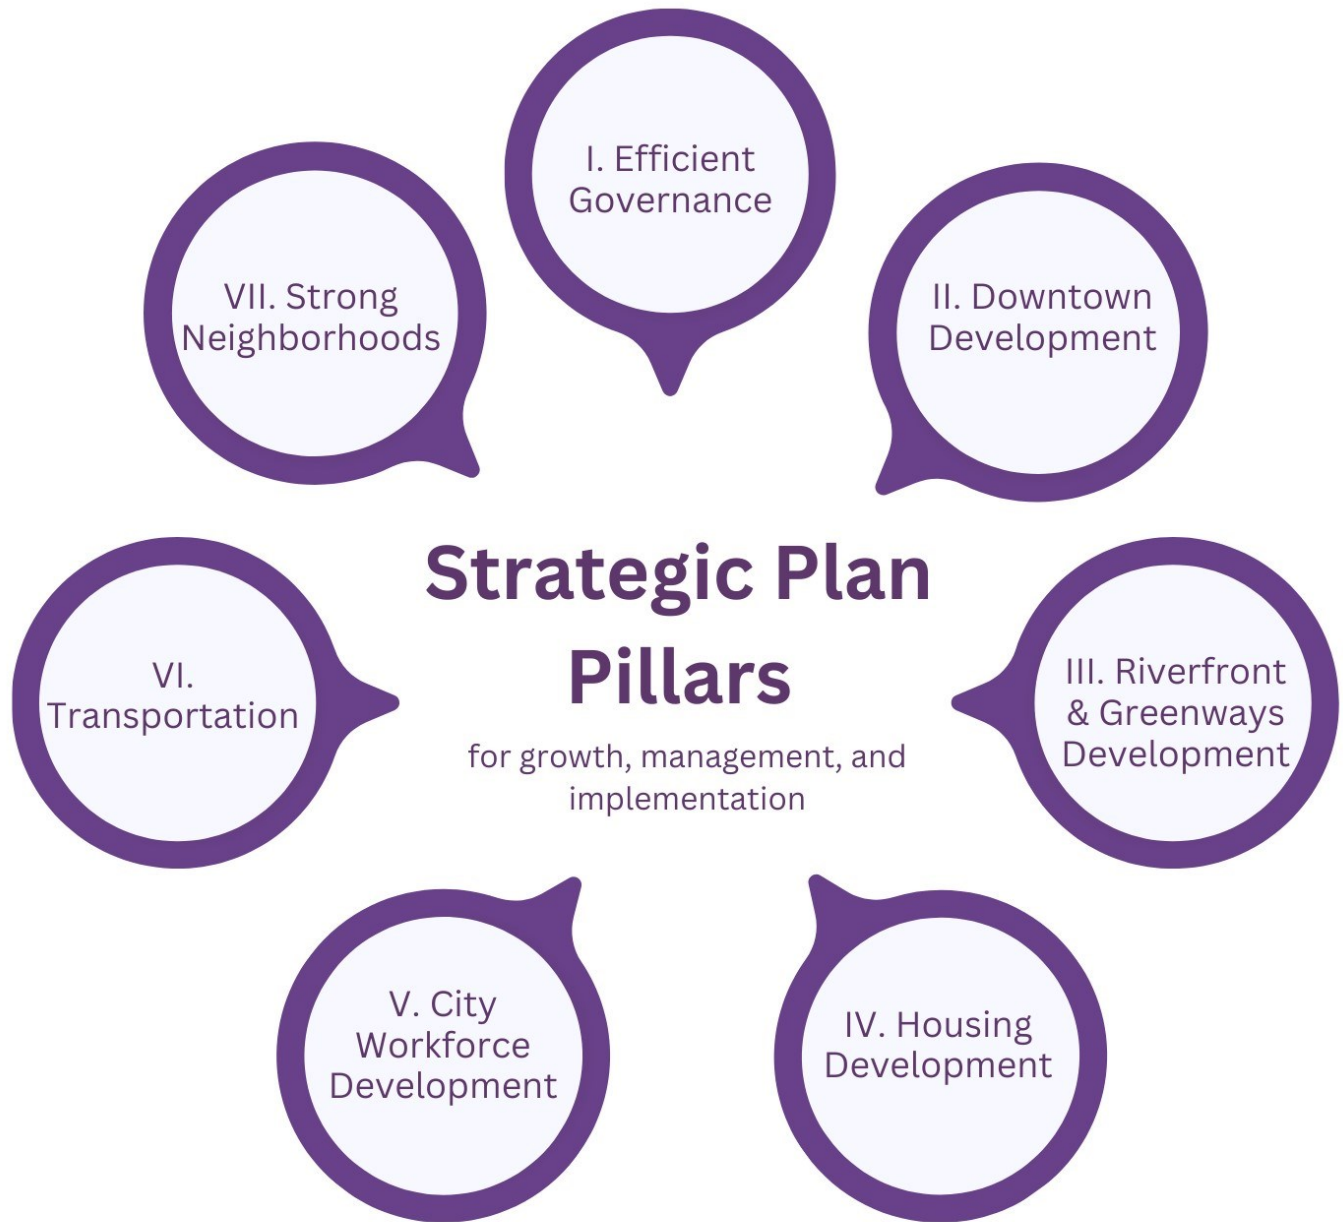 Strategic Plan
Pillars
for growth, management, and
implementation
I. Efficient
Governance
II. Downtown
Development
III. Riverfront
& Greenways
Development
IV. Housing
Development
V. City
Workforce
Development
VI.
Transportation
VII. Strong
Neighborhoods